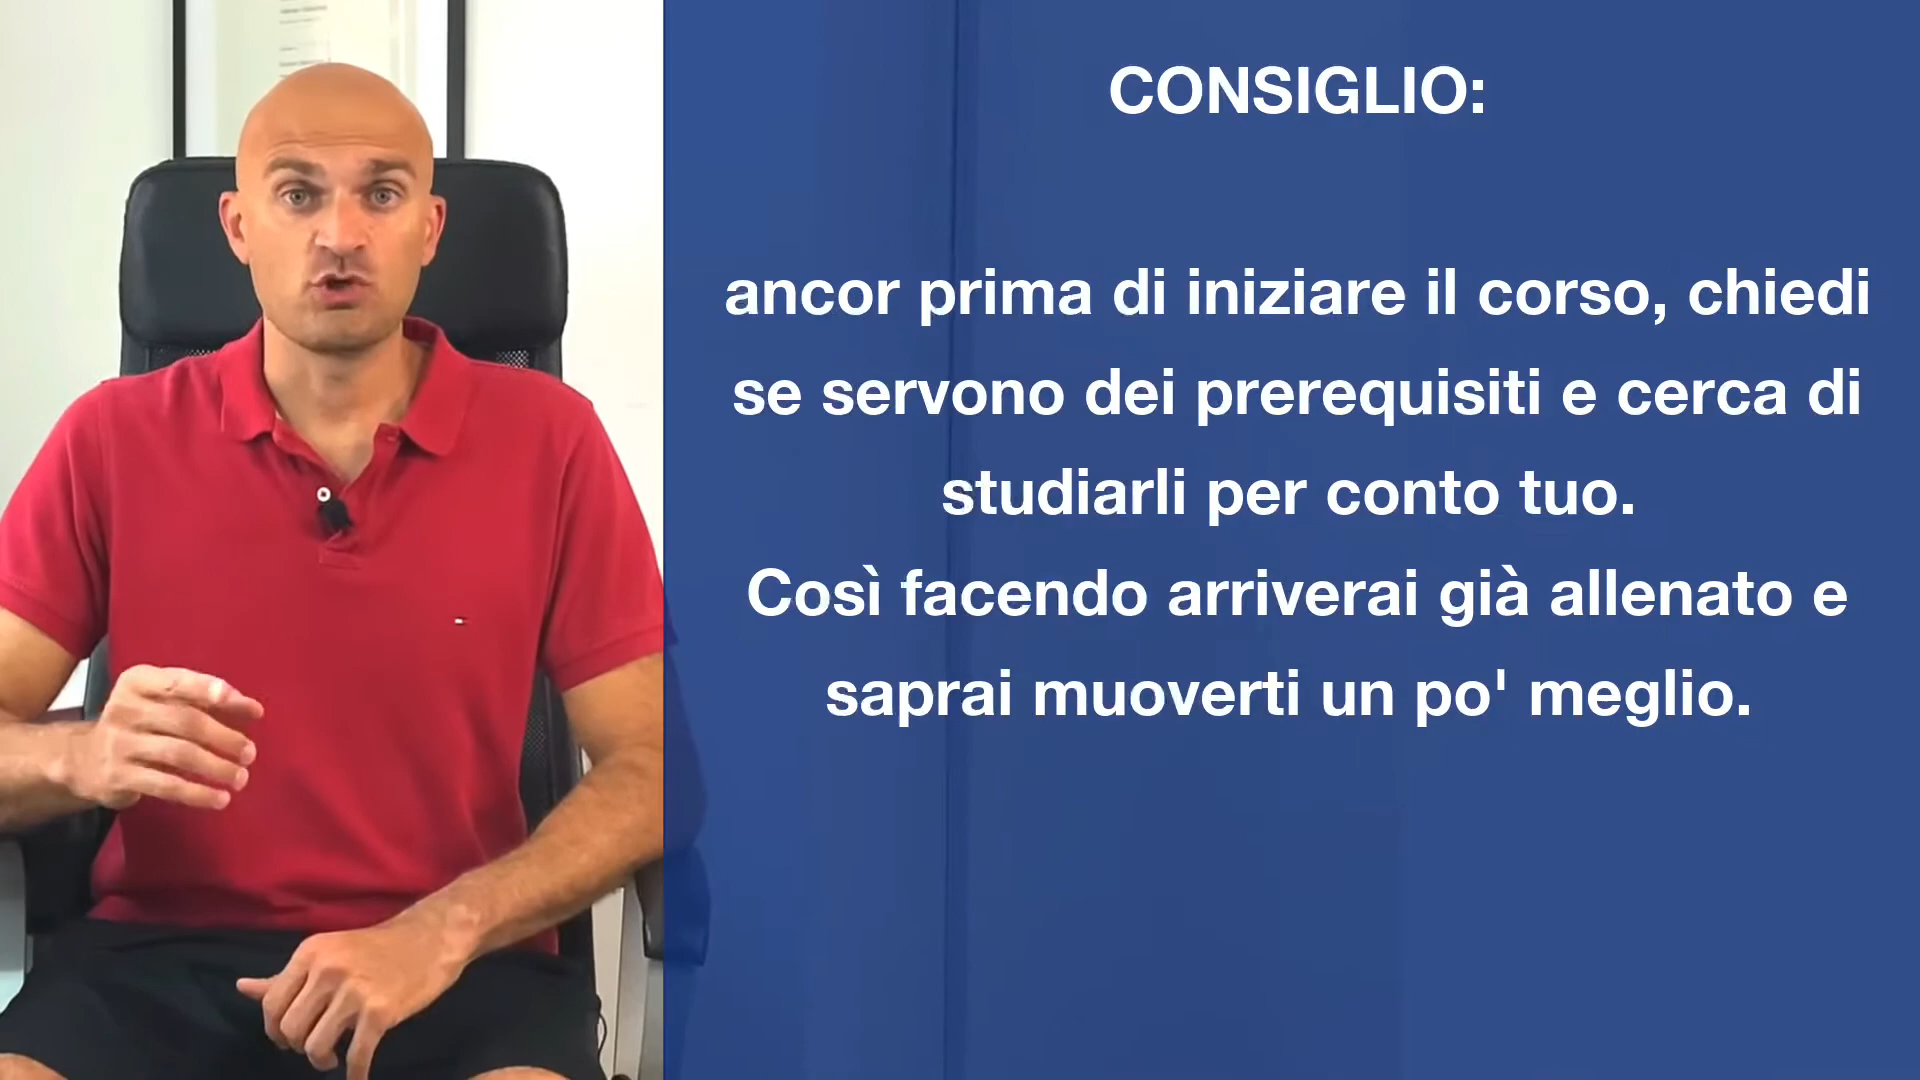 CONSIGLIO:
ancor prima di iniziare il corso, chiedi
se servono dei prerequisiti e cerca di
studiarli per conto tuo.
Così facendo arriverai già allenato e
saprai muoverti un po' meglio.